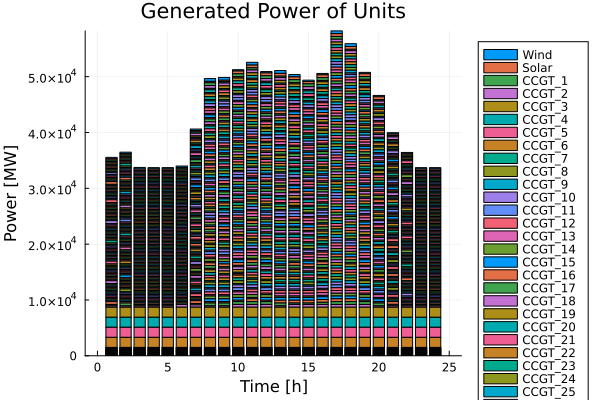 Generated Power of Units
Power [MW]
5.0×10⁴
4.0×10⁴
3.0×10⁴
2.0×10⁴
1.0×10⁴
0
0 5 10 15 20 25
Time [h]
Wind
Solar
CCGT_1
CCGT_2
CCGT_3
CCGT_4
CCGT_5
CCGT_6
CCGT_7
CCGT_8
CCGT_9
CCGT_10
CCGT_11
CCGT_12
CCGT_13
CCGT_14
CCGT_15
CCGT_16
CCGT_17
CCGT_18
CCGT_19
CCGT_20
CCGT_21
CCGT_22
CCGT_23
CCGT_24
CCGT_25